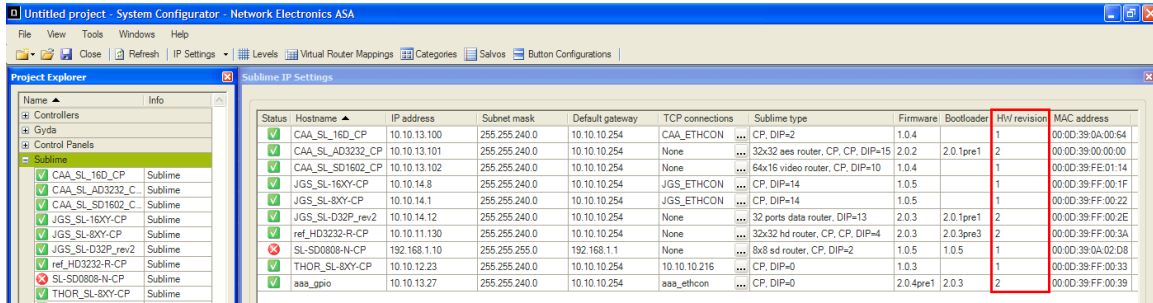 Untitled project - System Configurator - Network Electronics ASA
File View Tools Windows Help
Close Refresh IP Settings Levels Virtual Router Mappings Categories Salvos Button Configurations
Project Explorer
Name Info
Controllers
Gyda
Control Panels
Sublime
CAA_SL_16D_CP Sublime
CAA_SL_AD3232_C... Sublime
CAA_SL_SD1602_C... Sublime
JGS_SL-16XY-CP Sublime
JGS_SL-8XY-CP Sublime
JGS_SL-D32P_rev2 Sublime
ref_HD3232-R-CP Sublime
SL-SD0808-N-CP Sublime
THOR_SL-8XY-CP Sublime
Sublime IP Settings
Status Hostname IP address Subnet mask Default gateway TCP connections Sublime type Firmware Bootloader HW revision MAC address
CAA_SL_16D_CP 10.10.13.100 255.255.240.0 10.10.10.254 CAA_ETHCON ... CP, DIP=2 1.0.4 1 00:0D:39:0A:00:64
CAA_SL_AD3232_CP 10.10.13.101 255.255.240.0 10.10.10.254 None ... 32x32 aes router, CP, CP, DIP=15 2.0.2 2.0.1pre1 2 00:0D:39:00:00:00
CAA_SL_SD1602_CP 10.10.13.102 255.255.240.0 10.10.10.254 None ... 64x16 video router, DIP=10 1.0.4 1 00:0D:39:FE:01:14
JGS_SL-16XY-CP 10.10.14.8 255.255.240.0 10.10.10.254 JGS_ETHCON ... CP, DIP=14 1.0.5 1 00:0D:39:FF:00:1F
JGS_SL-8XY-CP 10.10.14.1 255.255.240.0 10.10.10.254 JGS_ETHCON ... CP, DIP=14 1.0.5 1 00:0D:39:FF:00:22
JGS_SL-D32P_rev2 10.10.14.12 255.255.240.0 10.10.10.254 None ... 32 ports data router, DIP=13 2.0.3 2.0.1pre1 2 00:0D:39:FF:00:2E
ref_HD3232-R-CP 10.10.11.130 255.255.240.0 10.10.10.254 None ... 32x32 hd router, CP, CP, DIP=4 2.0.3 2.0.3pre3 2 00:0D:39:FF:00:3A
SL-SD0808-N-CP 192.168.1.10 255.255.255.0 192.168.1.1 None ... 8x8 sd router, CP, DIP=2 1.0.5 1.0.5 1 00:0D:39:0A:02:D8
THOR_SL-8XY-CP 10.10.12.23 255.255.240.0 10.10.10.254 10.10.10.216 ... CP, DIP=0 1.0.3 1 00:0D:39:FF:00:33
aaa_gpio 10.10.13.27 255.255.240.0 10.10.10.254 aaa_ethcon ... CP, DIP=0 2.0.4pre1 2.0.3 2 00:0D:39:FF:00:39